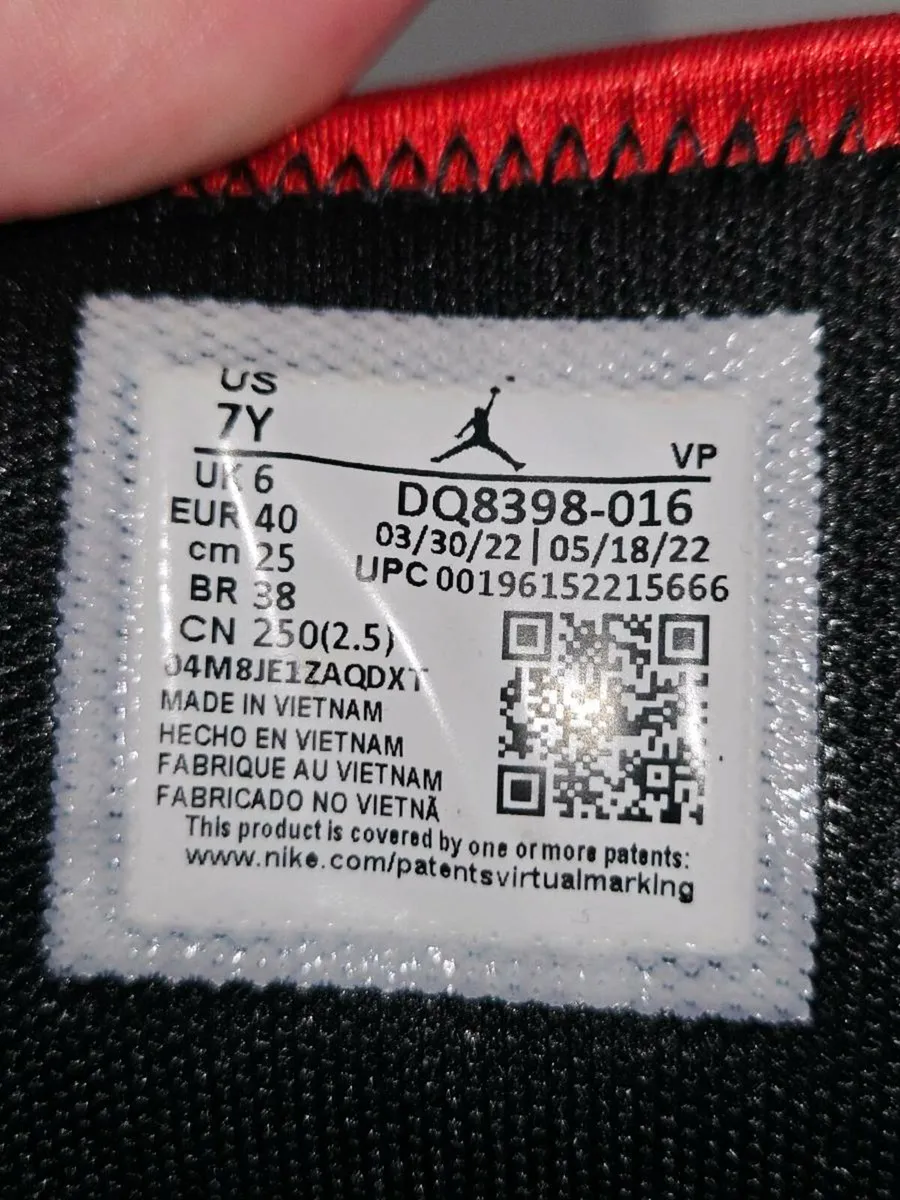 US
7Y
VP
UK 6
EUR 40
cm 25
BR 38
CN 250(2.5)
DQ8398-016
03/30/22 | 05/18/22
UPC 00196152215666
04M8JE1ZAQDXT
MADE IN VIETNAM
HECHO EN VIETNAM
FABRIQUE AU VIETNAM
FABRICADO NO VIETNÃ
This product is covered by one or more patents:
www.nike.com/patentsvirtualmarking